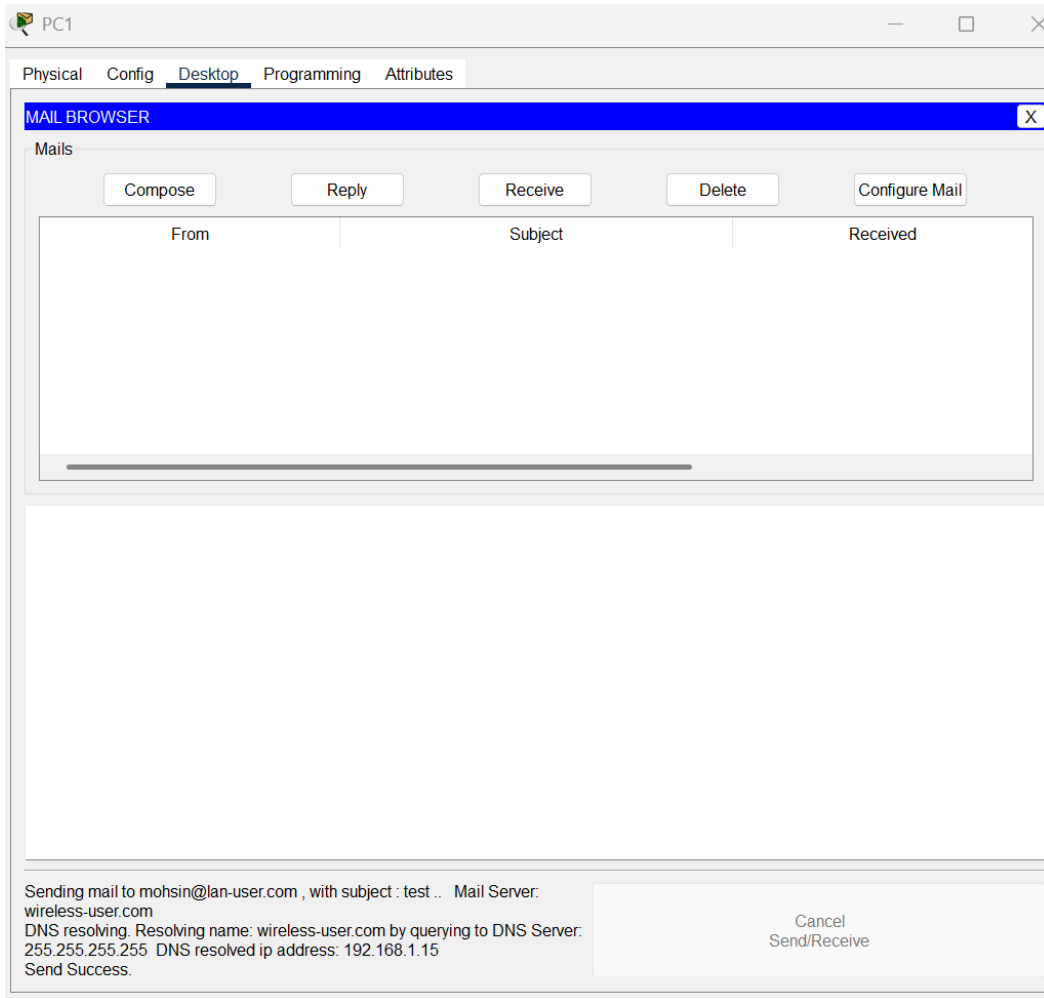 PC1
Physical Config Desktop Programming Attributes
MAIL BROWSER X
Mails
Compose Reply Receive Delete Configure Mail
From Subject Received
Sending mail to mohsin@lan-user.com , with subject : test .. Mail Server:
wireless-user.com
DNS resolving. Resolving name: wireless-user.com by querying to DNS Server:
255.255.255.255 DNS resolved ip address: 192.168.1.15
Send Success.
Cancel
Send/Receive